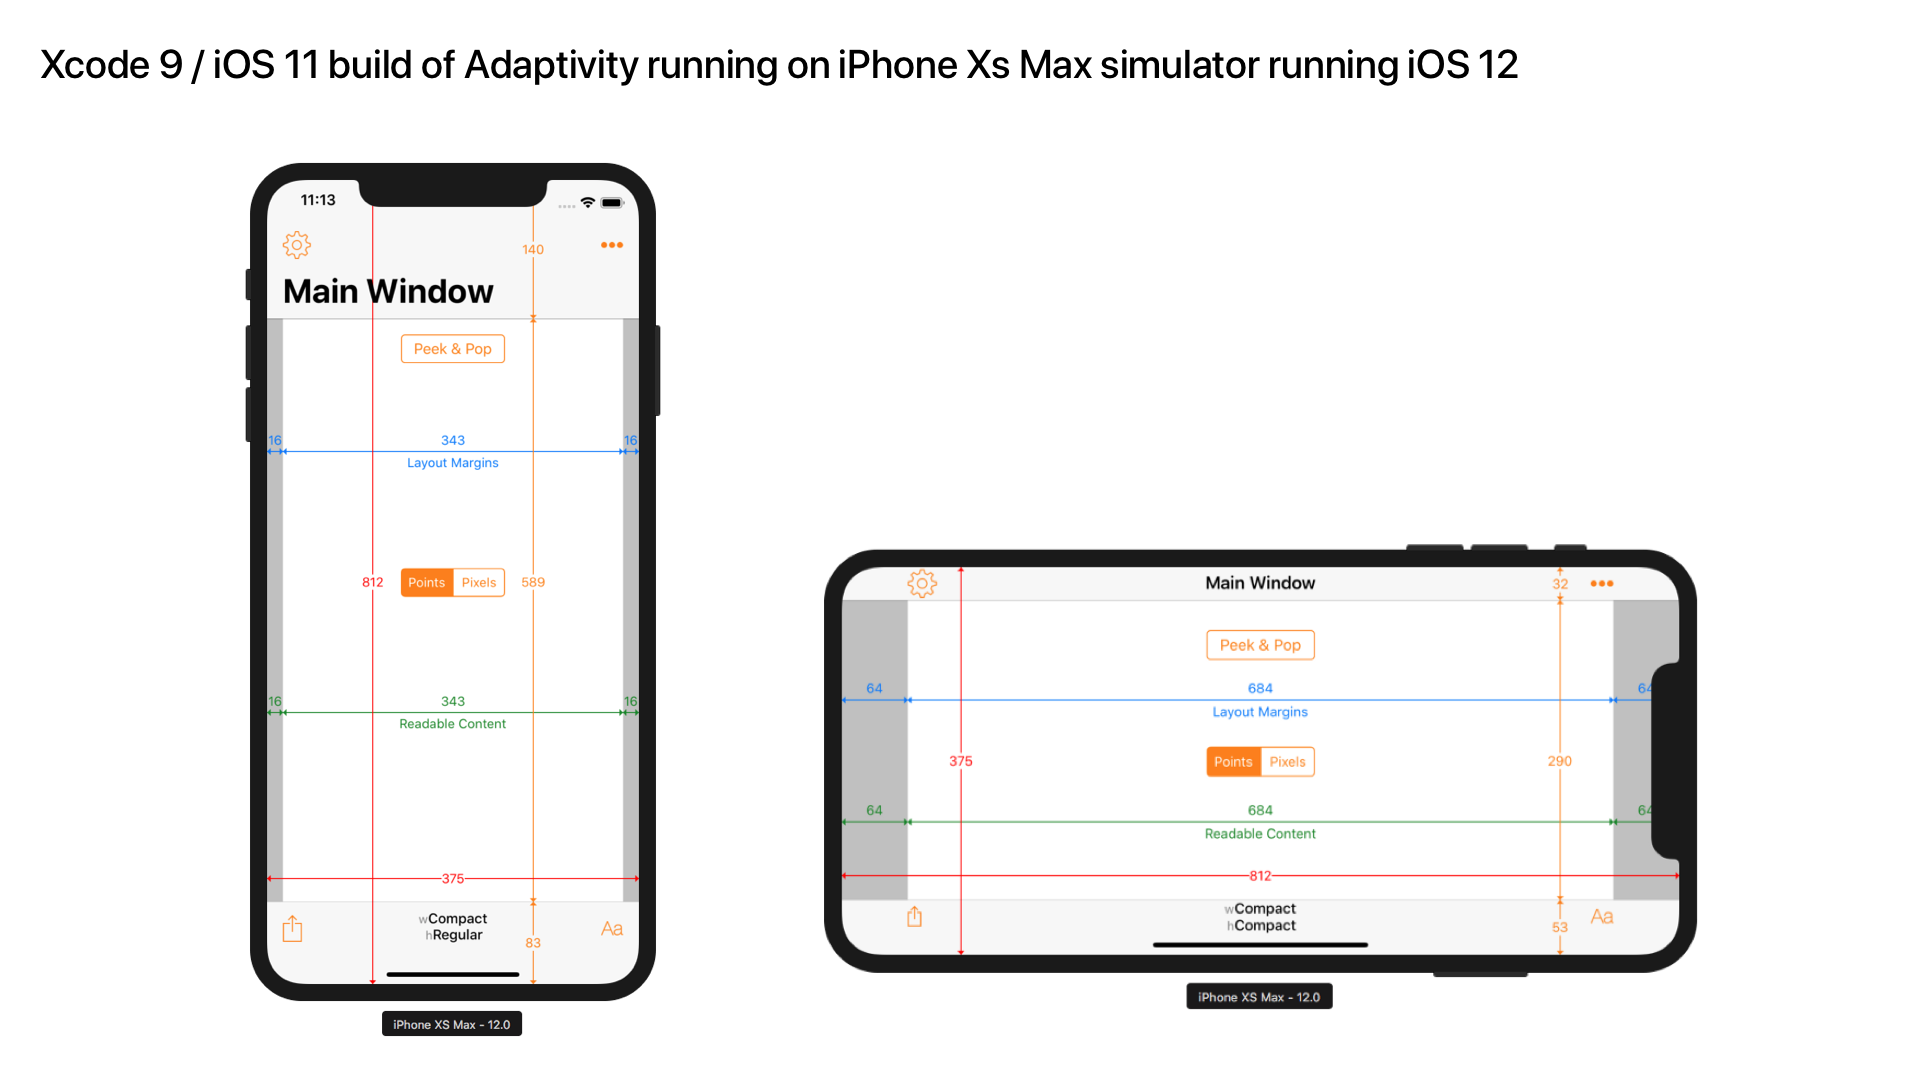 Xcode 9 / iOS 11 build of Adaptivity running on iPhone Xs Max simulator running iOS 12
11:13
140
Main Window
Peek & Pop
16 343 16
Layout Margins
812 Points Pixels 589
16 343 16
Readable Content
375
wCompact
hRegular
Aa
83
iPhone XS Max - 12.0
Main Window
32
Peek & Pop
64 684 64
Layout Margins
375 Points Pixels 290
64 684 64
Readable Content
812
wCompact
hCompact
Aa
53
iPhone XS Max - 12.0